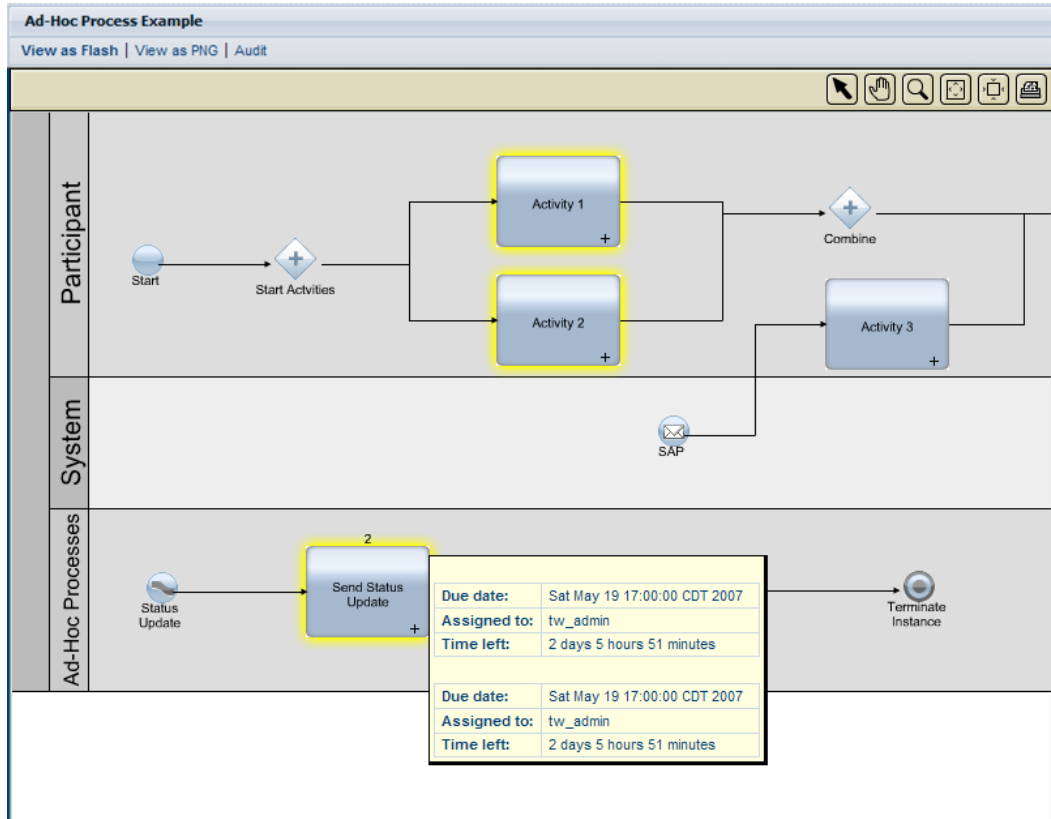 Ad-Hoc Process Example
View as Flash | View as PNG | Audit
Participant
Start
Start Actvities
Activity 1
Activity 2
Combine
Activity 3
System
SAP
Ad-Hoc Processes
Status
Update
2
Send Status
Update
Due date: Sat May 19 17:00:00 CDT 2007
Assigned to: tw_admin
Time left: 2 days 5 hours 51 minutes
Due date: Sat May 19 17:00:00 CDT 2007
Assigned to: tw_admin
Time left: 2 days 5 hours 51 minutes
Terminate
Instance